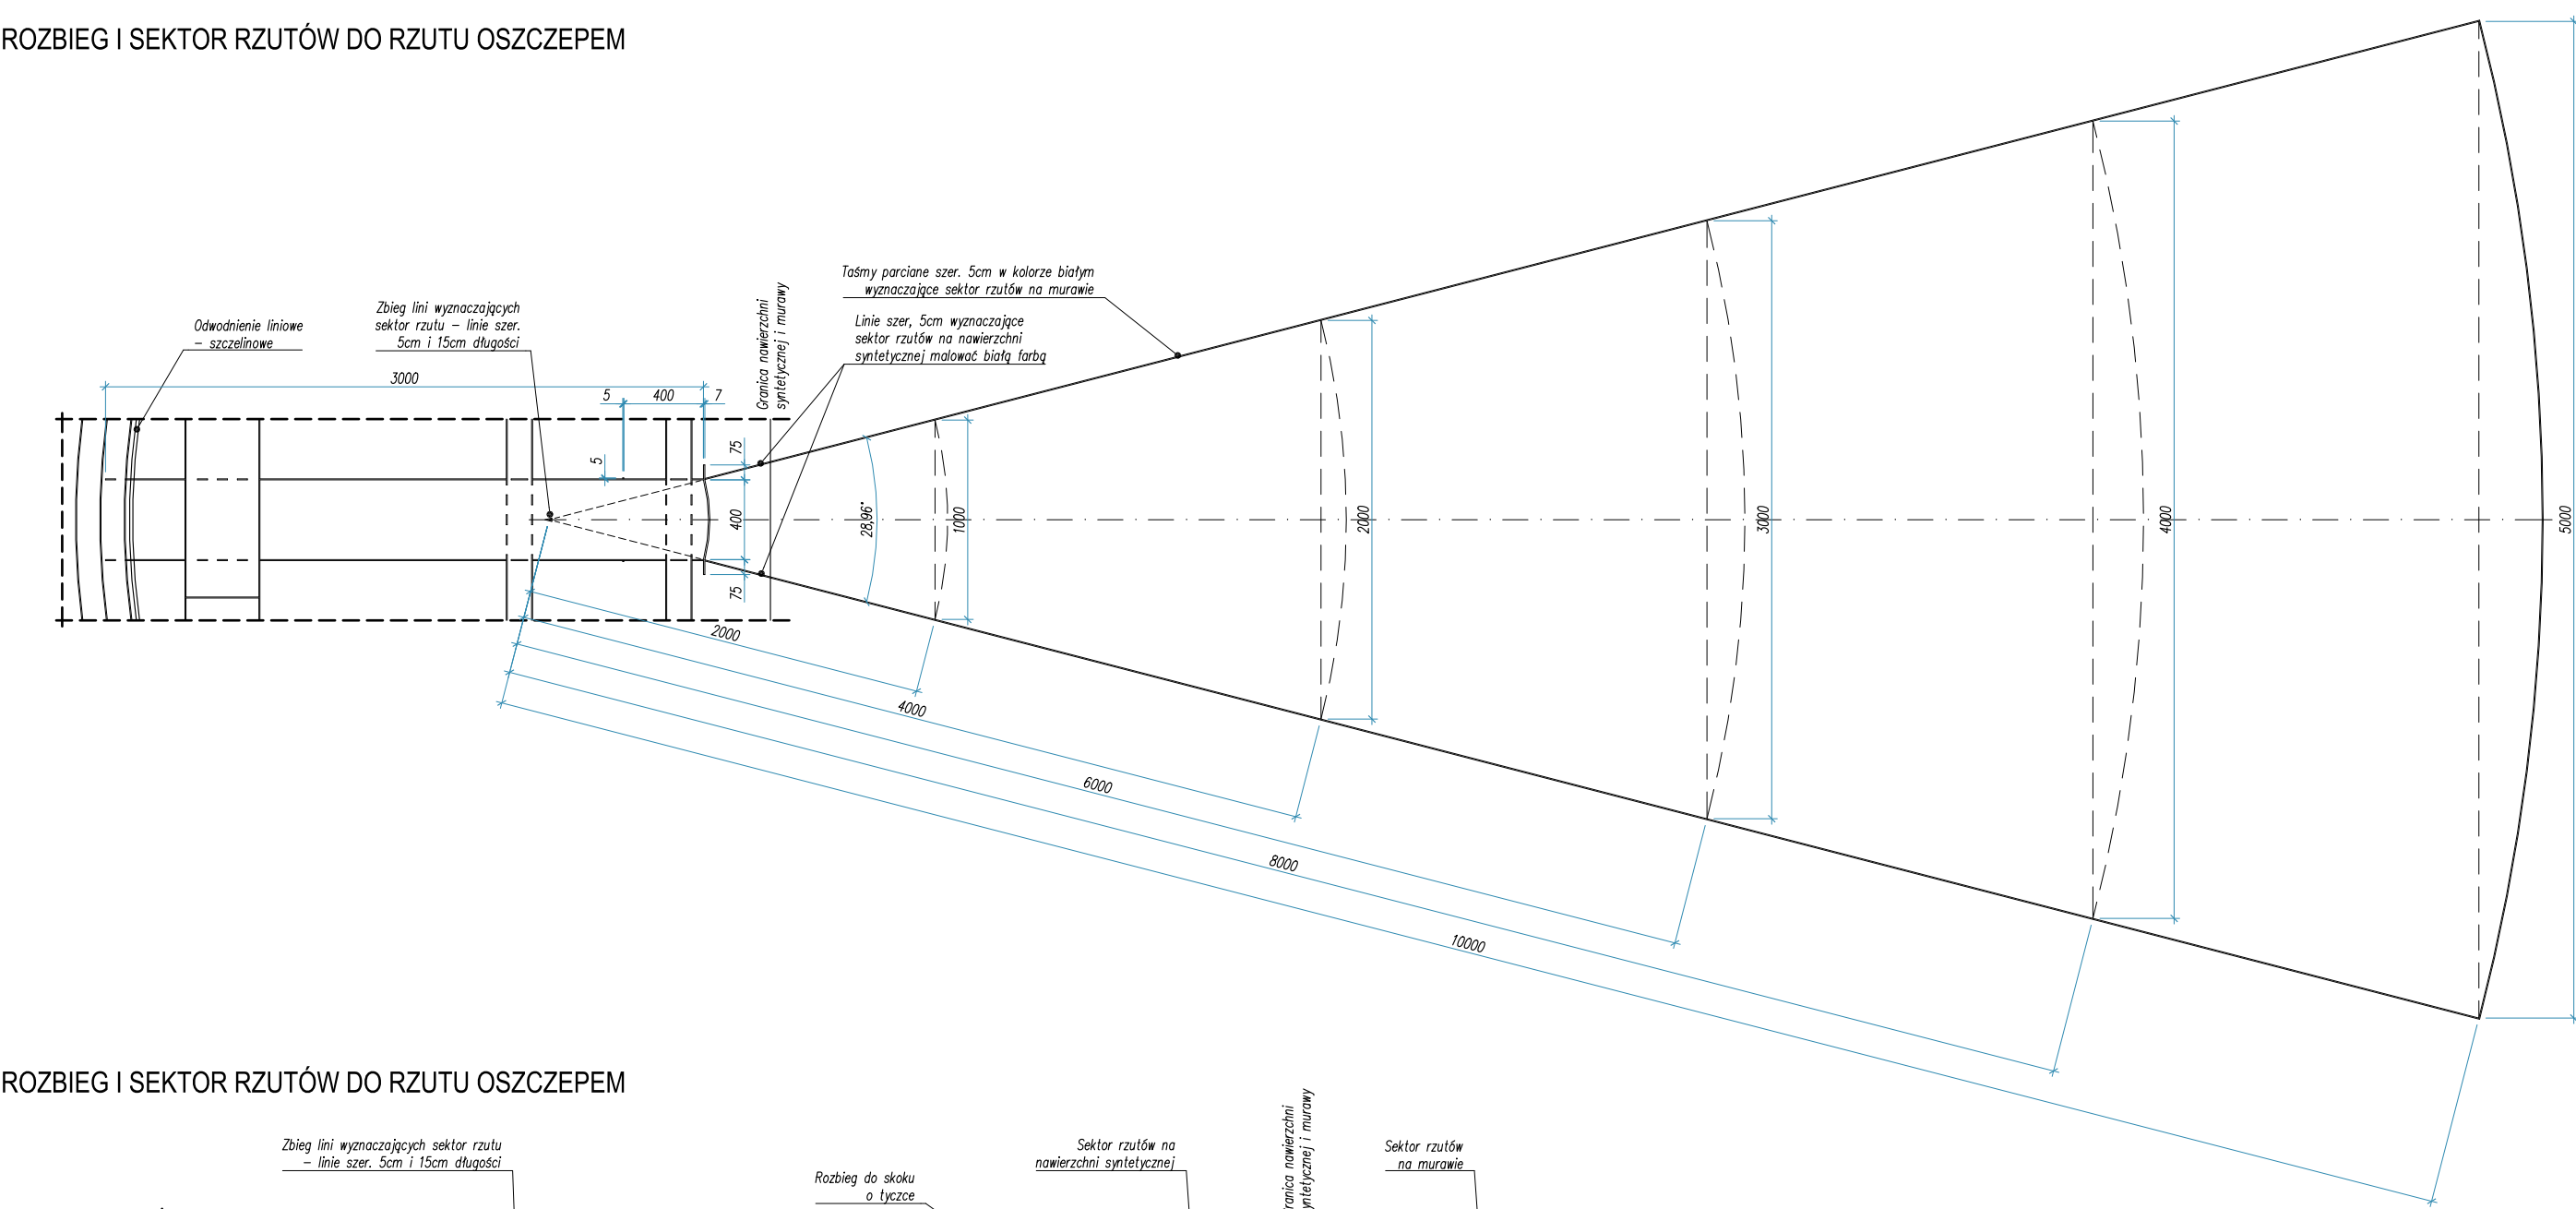 ROZBIEG I SEKTOR RZUTÓW DO RZUTU OSZCZEPEM
Taśmy parciane szer. 5cm w kolorze białym
wyznaczające sektor rzutów na murawie
Linie szer, 5cm wyznaczające
sektor rzutów na nawierzchni
syntetycznej malować białą farbą
Granica nawierzchni
syntetycznej i murawy
Zbieg lini wyznaczających
sektor rzutu – linie szer.
5cm i 15cm długości
Odwodnienie liniowe
– szczelinowe
3000
5
400
7
5
75
400
75
28,96°
1000
2000
3000
4000
5000
2000
4000
6000
8000
10000
ROZBIEG I SEKTOR RZUTÓW DO RZUTU OSZCZEPEM
Zbieg lini wyznaczających sektor rzutu
– linie szer. 5cm i 15cm długości
Rozbieg do skoku
o tyczce
Sektor rzutów na
nawierzchni syntetycznej
nawierzchni
i murawy
Sektor rzutów
na murawie